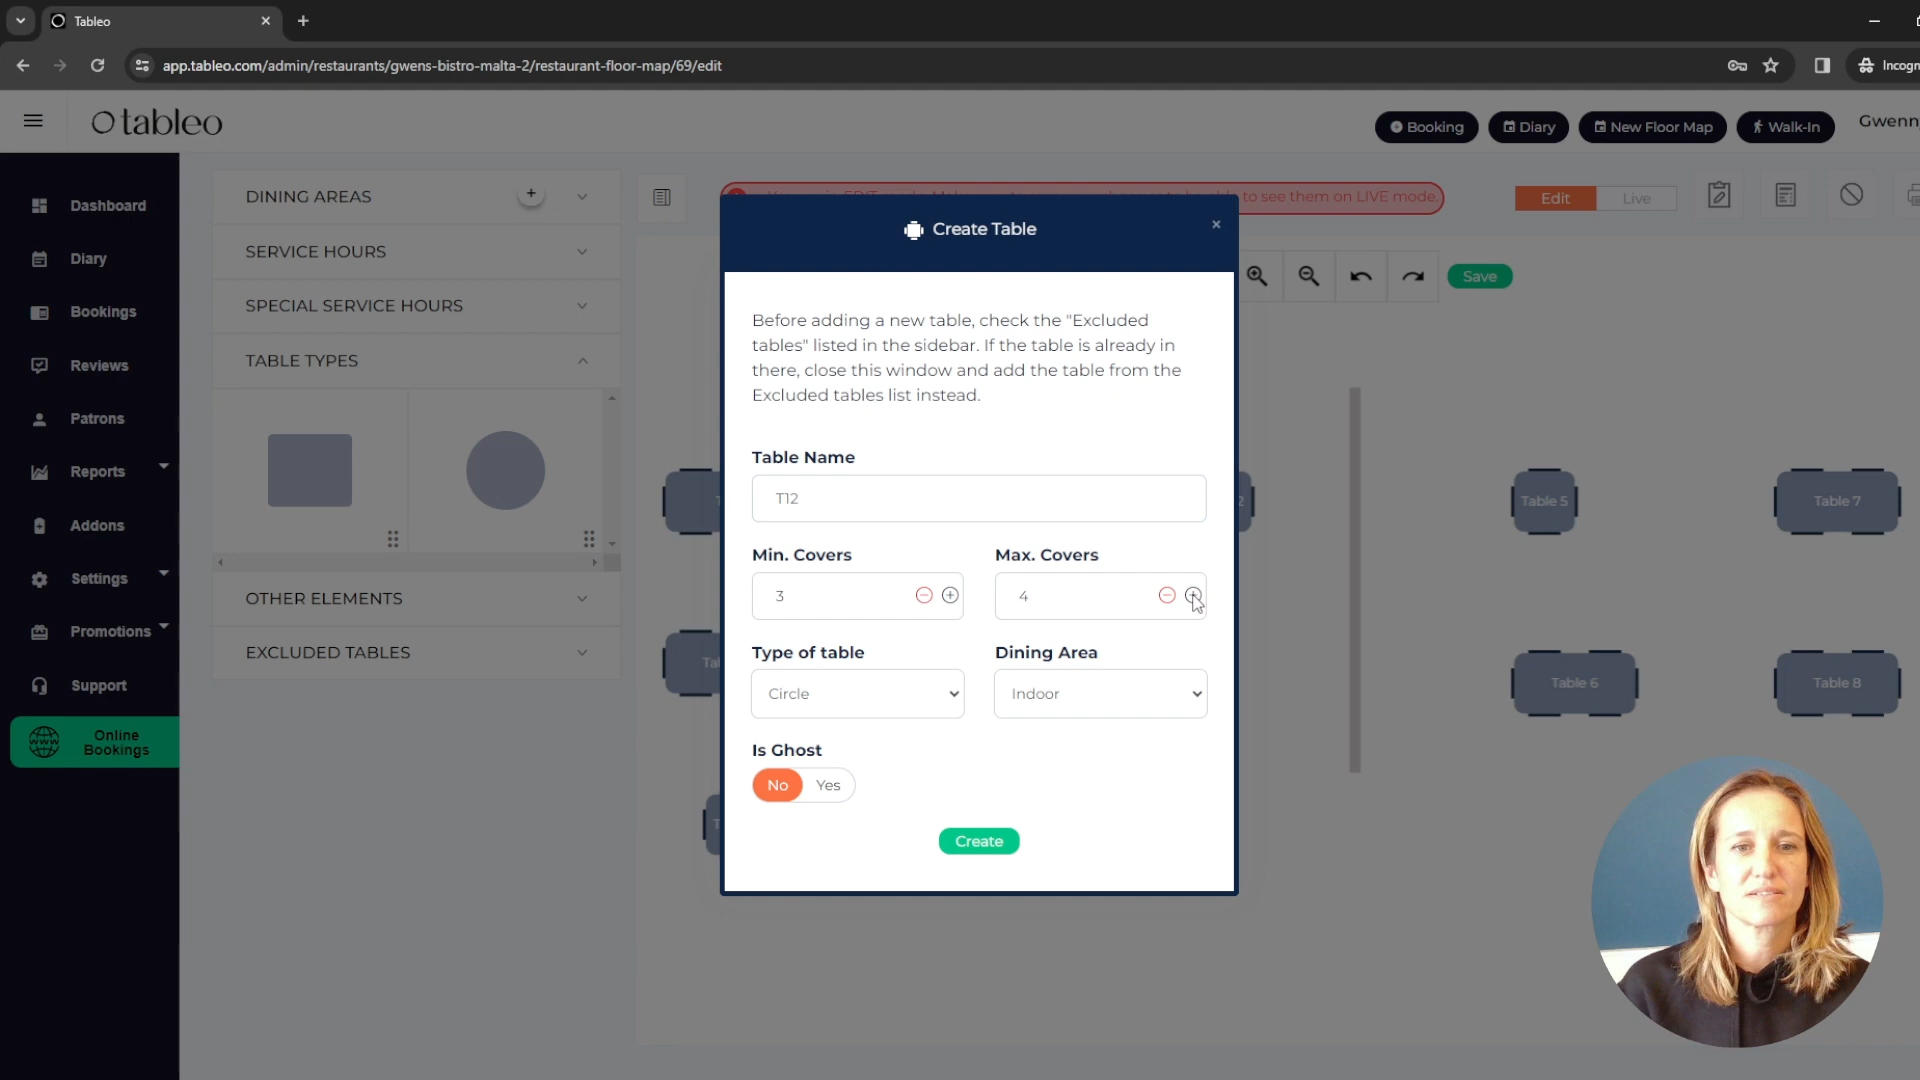 Tableo
app.tableo.com/admin/restaurants/gwens-bistro-malta-2/restaurant-floor-map/69/edit
tableo
Booking
Diary
New Floor Map
Walk-In
Dashboard
Diary
Bookings
Reviews
Patrons
Reports
Addons
Settings
Promotions
Support
www
Online
Bookings
DINING AREAS
SERVICE HOURS
SPECIAL SERVICE HOURS
TABLE TYPES
OTHER ELEMENTS
EXCLUDED TABLES
to see them on LIVE mode.
Edit
Live
Save
Create Table
Before adding a new table, check the "Excluded
tables" listed in the sidebar. If the table is already in
there, close this window and add the table from the
Excluded tables list instead.
Table Name
T12
Min. Covers
Max. Covers
3
4
Type of table
Dining Area
Circle
Indoor
Is Ghost
No
Yes
Create
Table 5
Table 7
Table 6
Table 8